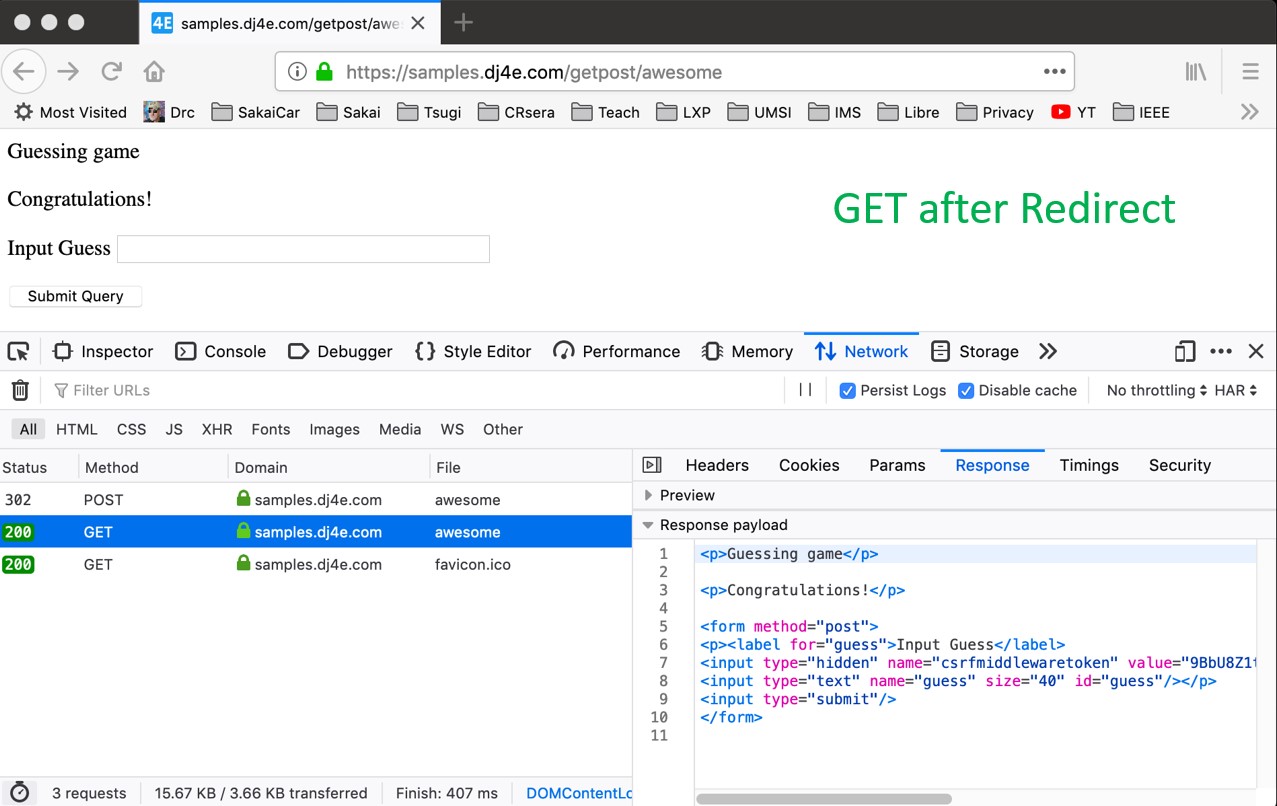 4E samples.dj4e.com/getpost/awe
https://samples.dj4e.com/getpost/awesome
Most Visited Drc SakaiCar Sakai Tsugi CRsera Teach LXP UMSI IMS Libre Privacy YT IEEE
Guessing game
Congratulations!
GET after Redirect
Input Guess
Submit Query
Inspector Console Debugger {} Style Editor Performance Memory Network Storage
Filter URLs Persist Logs Disable cache No throttling HAR
All HTML CSS JS XHR Fonts Images Media WS Other
Status Method Domain File
302 POST samples.dj4e.com awesome
200 GET samples.dj4e.com awesome
200 GET samples.dj4e.com favicon.ico
Headers Cookies Params Response Timings Security
Preview
Response payload
1 <p>Guessing game</p>
2
3 <p>Congratulations!</p>
4
5 <form method="post">
6 <p><label for="guess">Input Guess</label>
7 <input type="hidden" name="csrfmiddlewaretoken" value="9BbU8Z1
8 <input type="text" name="guess" size="40" id="guess"/></p>
9 <input type="submit"/>
10 </form>
11
3 requests 15.67 KB / 3.66 KB transferred Finish: 407 ms DOMContentLo